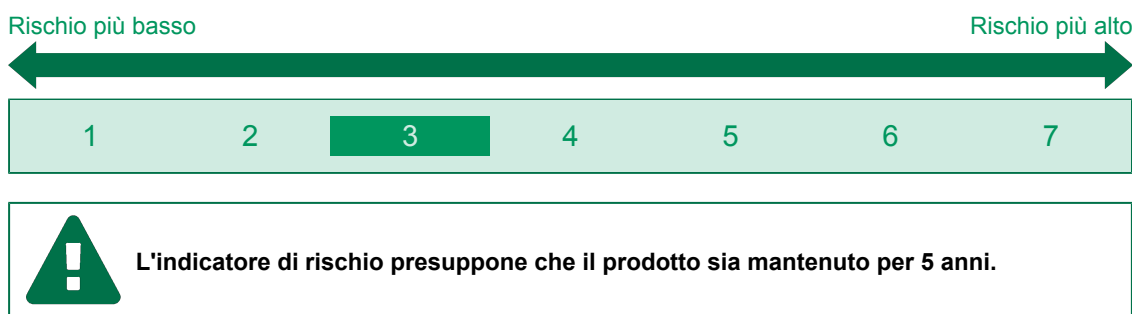 Rischio più basso Rischio più alto
1 2 3 4 5 6 7
L'indicatore di rischio presuppone che il prodotto sia mantenuto per 5 anni.